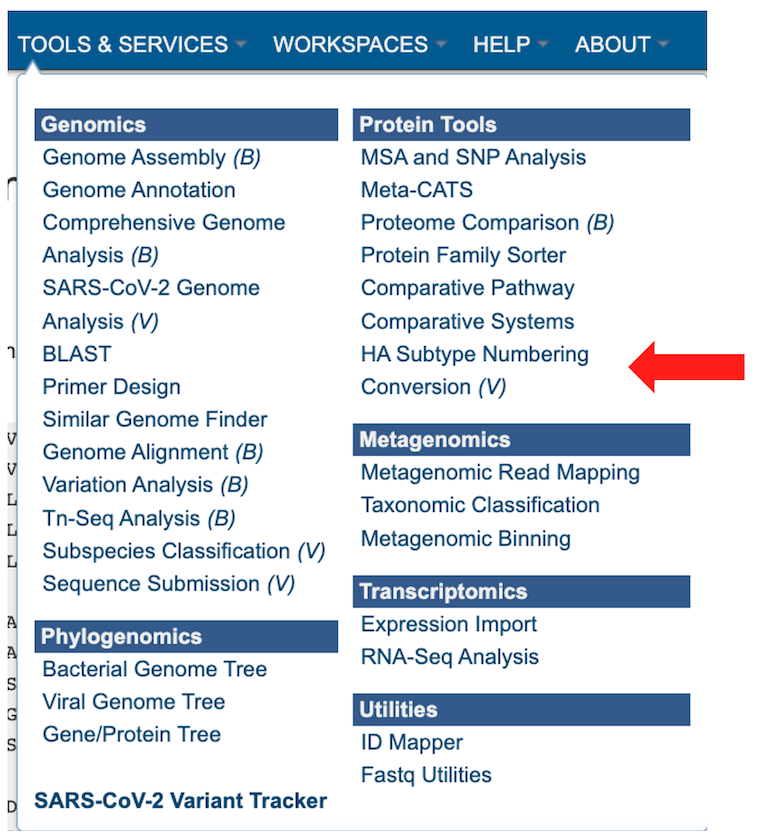 TOOLS & SERVICES WORKSPACES HELP ABOUT
Genomics
Genome Assembly (B)
Genome Annotation
Comprehensive Genome
Analysis (B)
SARS-CoV-2 Genome
Analysis (V)
BLAST
Primer Design
Similar Genome Finder
Genome Alignment (B)
Variation Analysis (B)
Tn-Seq Analysis (B)
Subspecies Classification (V)
Sequence Submission (V)
Phylogenomics
Bacterial Genome Tree
Viral Genome Tree
Gene/Protein Tree
SARS-CoV-2 Variant Tracker
Protein Tools
MSA and SNP Analysis
Meta-CATS
Proteome Comparison (B)
Protein Family Sorter
Comparative Pathway
Comparative Systems
HA Subtype Numbering
Conversion (V)
Metagenomics
Metagenomic Read Mapping
Taxonomic Classification
Metagenomic Binning
Transcriptomics
Expression Import
RNA-Seq Analysis
Utilities
ID Mapper
Fastq Utilities